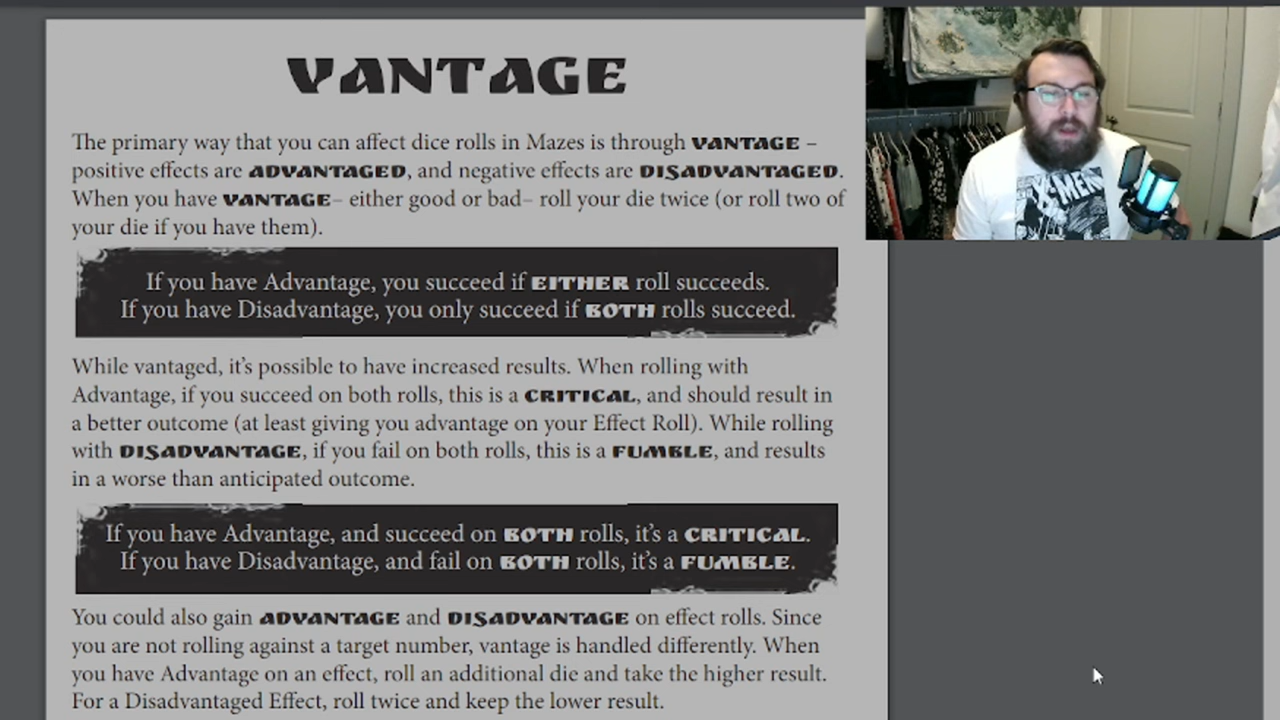 VANTAGE
The primary way that you can affect dice rolls in Mazes is through VANTAGE –
positive effects are ADVANTAGED, and negative effects are DISADVANTAGED.
When you have VANTAGE– either good or bad– roll your die twice (or roll two of
your die if you have them).
If you have Advantage, you succeed if EITHER roll succeeds.
If you have Disadvantage, you only succeed if BOTH rolls succeed.
While vantaged, it's possible to have increased results. When rolling with
Advantage, if you succeed on both rolls, this is a CRITICAL, and should result in
a better outcome (at least giving you advantage on your Effect Roll). While rolling
with DISADVANTAGE, if you fail on both rolls, this is a FUMBLE, and results
in a worse than anticipated outcome.
If you have Advantage, and succeed on BOTH rolls, it's a CRITICAL.
If you have Disadvantage, and fail on BOTH rolls, it's a FUMBLE.
You could also gain ADVANTAGE and DISADVANTAGE on effect rolls. Since
you are not rolling against a target number, vantage is handled differently. When
you have Advantage on an effect, roll an additional die and take the higher result.
For a Disadvantaged Effect, roll twice and keep the lower result.
X-MEN